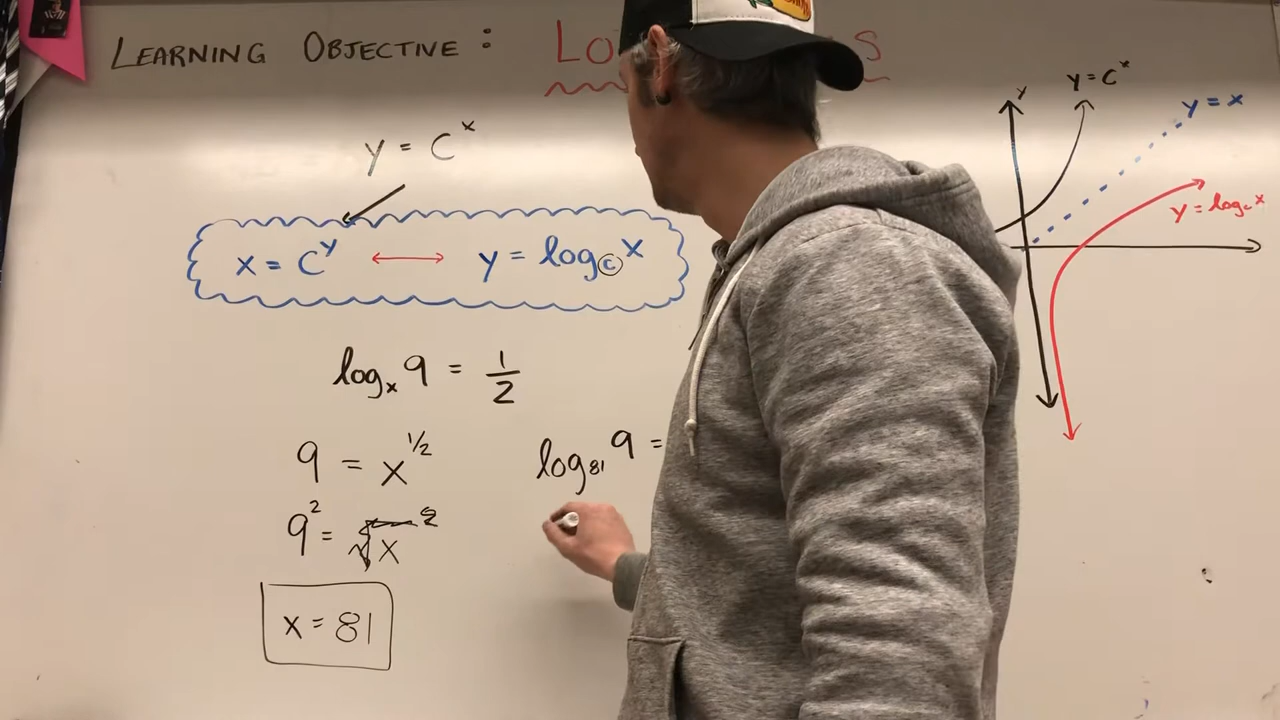 LEARNING OBJECTIVE:
y = C^x
x = C^y ↔ y = log_c x
log_x 9 = 1/2
9 = x^1/2
9^2 = √x^2
x = 81
log_81 9 =
y
y = C^x
y = x
y = log_c x